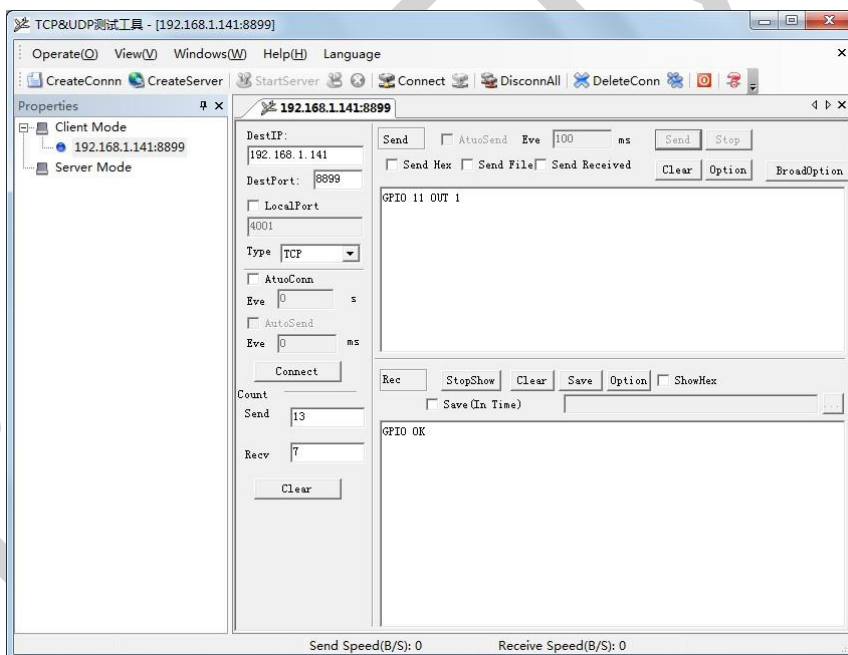 TCP&UDP测试工具 - [192.168.1.141:8899]
Operate(O) View(V) Windows(W) Help(H) Language
CreateConnn CreateServer StartServer Connect DisconnAll DeleteConn
Properties
Client Mode
192.168.1.141:8899
Server Mode
192.168.1.141:8899
DestIP:
192.168.1.141
DestPort: 8899
LocalPort
4001
Type TCP
AtuoConn
Eve 0 s
AutoSend
Eve 0 ms
Connect
Count
Send 13
Recv 7
Clear
Send AtuoSend Eve 100 ms Send Stop
Send Hex Send File Send Received Clear Option BroadOption
GPIO 11 OUT 1
Rec StopShow Clear Save Option ShowHex
Save(In Time) ...
GPIO OK
Send Speed(B/S): 0 Receive Speed(B/S): 0